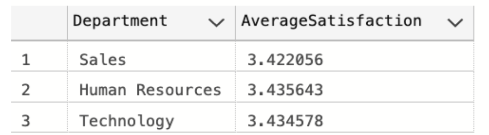 Department AverageSatisfaction
1 Sales 3.422056
2 Human Resources 3.435643
3 Technology 3.434578